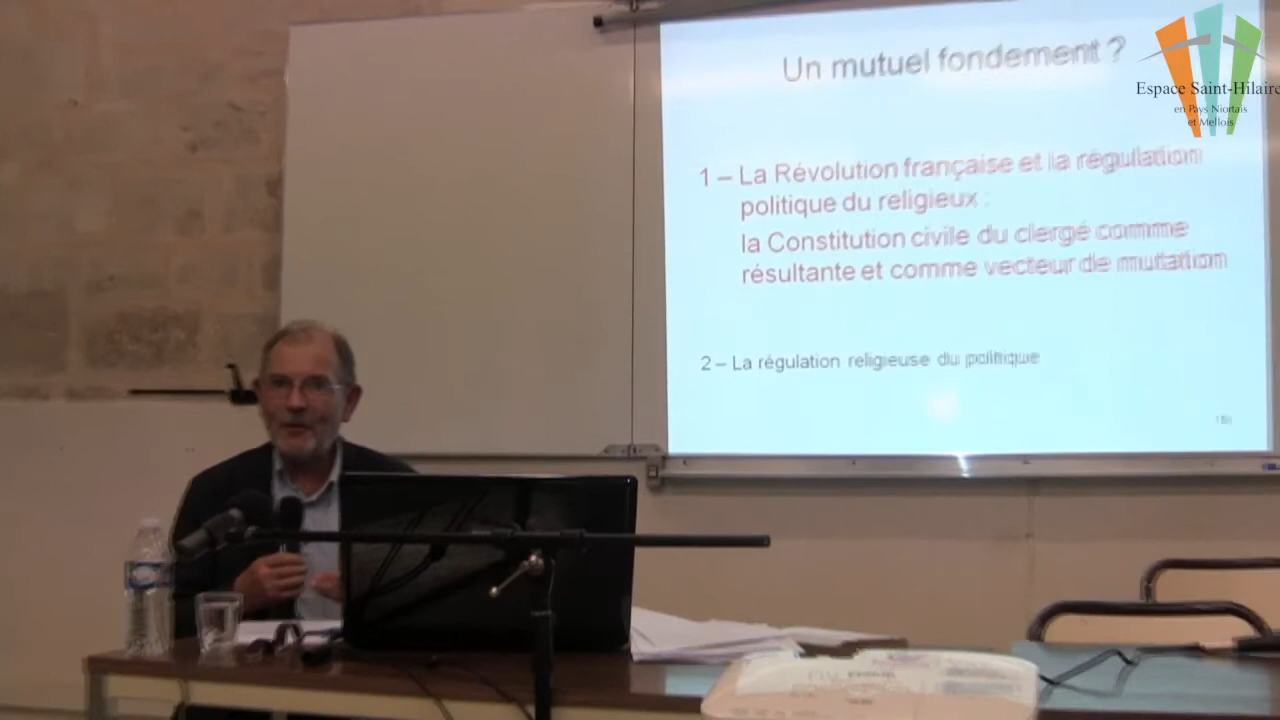 Un mutuel fondement ?
Espace Saint-Hilaire
en Pays Niortais
et Mellois
1 – La Révolution française et la régulation
politique du religieux :
la Constitution civile du clergé comme
résultante et comme vecteur de mutation
2 – La régulation religieuse du politique